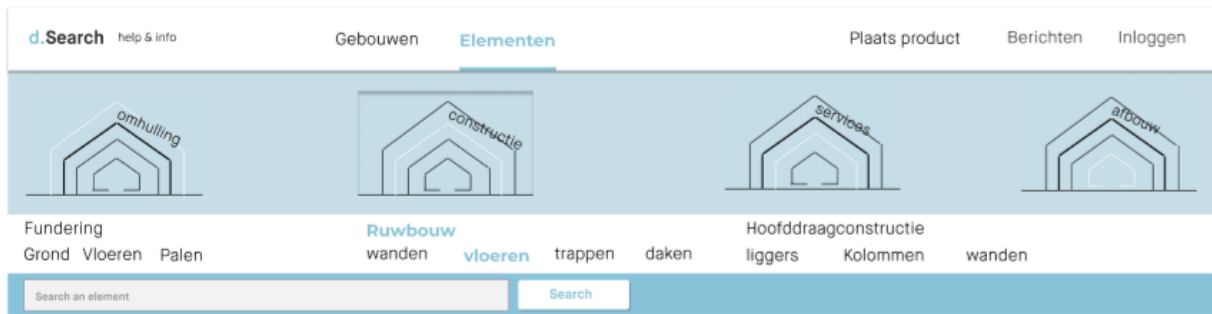 d.Search help & info Gebouwen Elementen Plaats product Berichten Inloggen
omhulling constructie services afbouw
Fundering Ruwbouw Hoofddraagconstructie
Grond Vloeren Palen wanden vloeren trappen daken liggers Kolommen wanden
Search an element Search